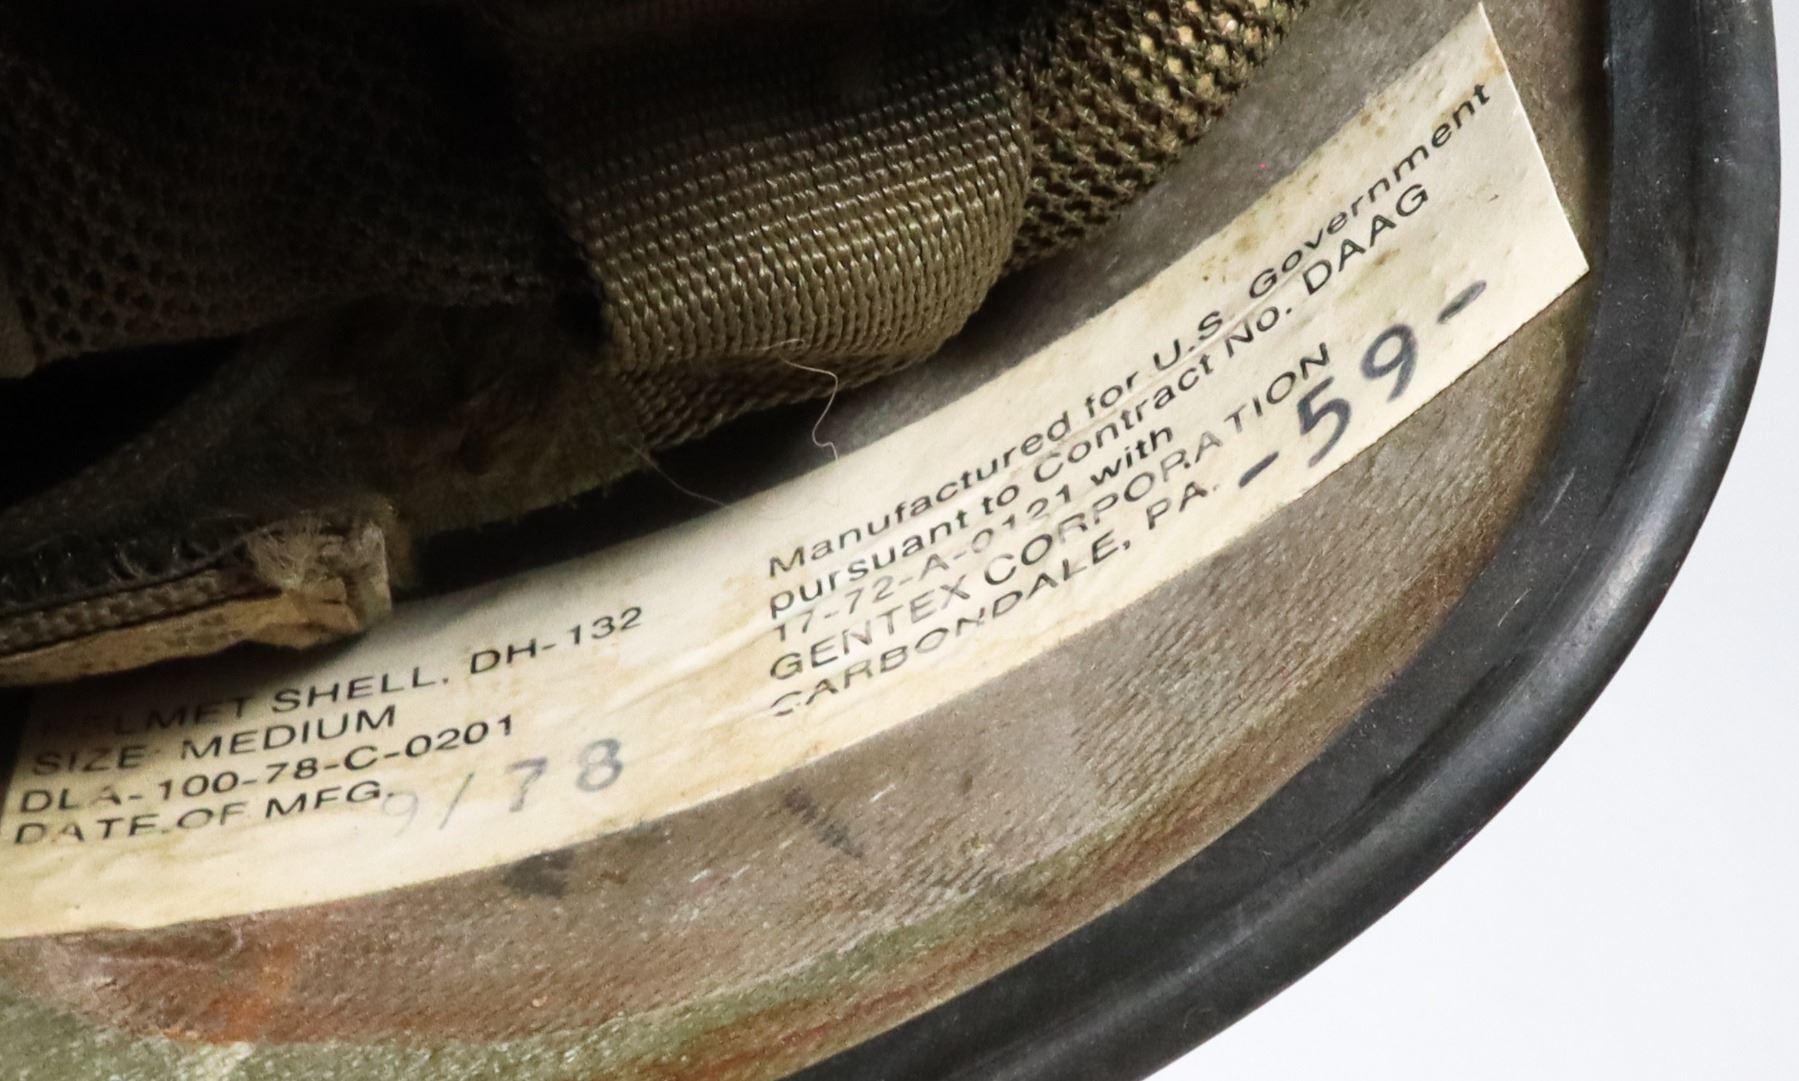 HELMET SHELL, DH-132
SIZE: MEDIUM
DLA-100-78-C-0201
DATE OF MFG. 9/78
Manufactured for U.S. Government
pursuant to Contract No. DAAG
17-72-A-0121 with
GENTEX CORPORATION
CARBONDALE, PA.
-59-